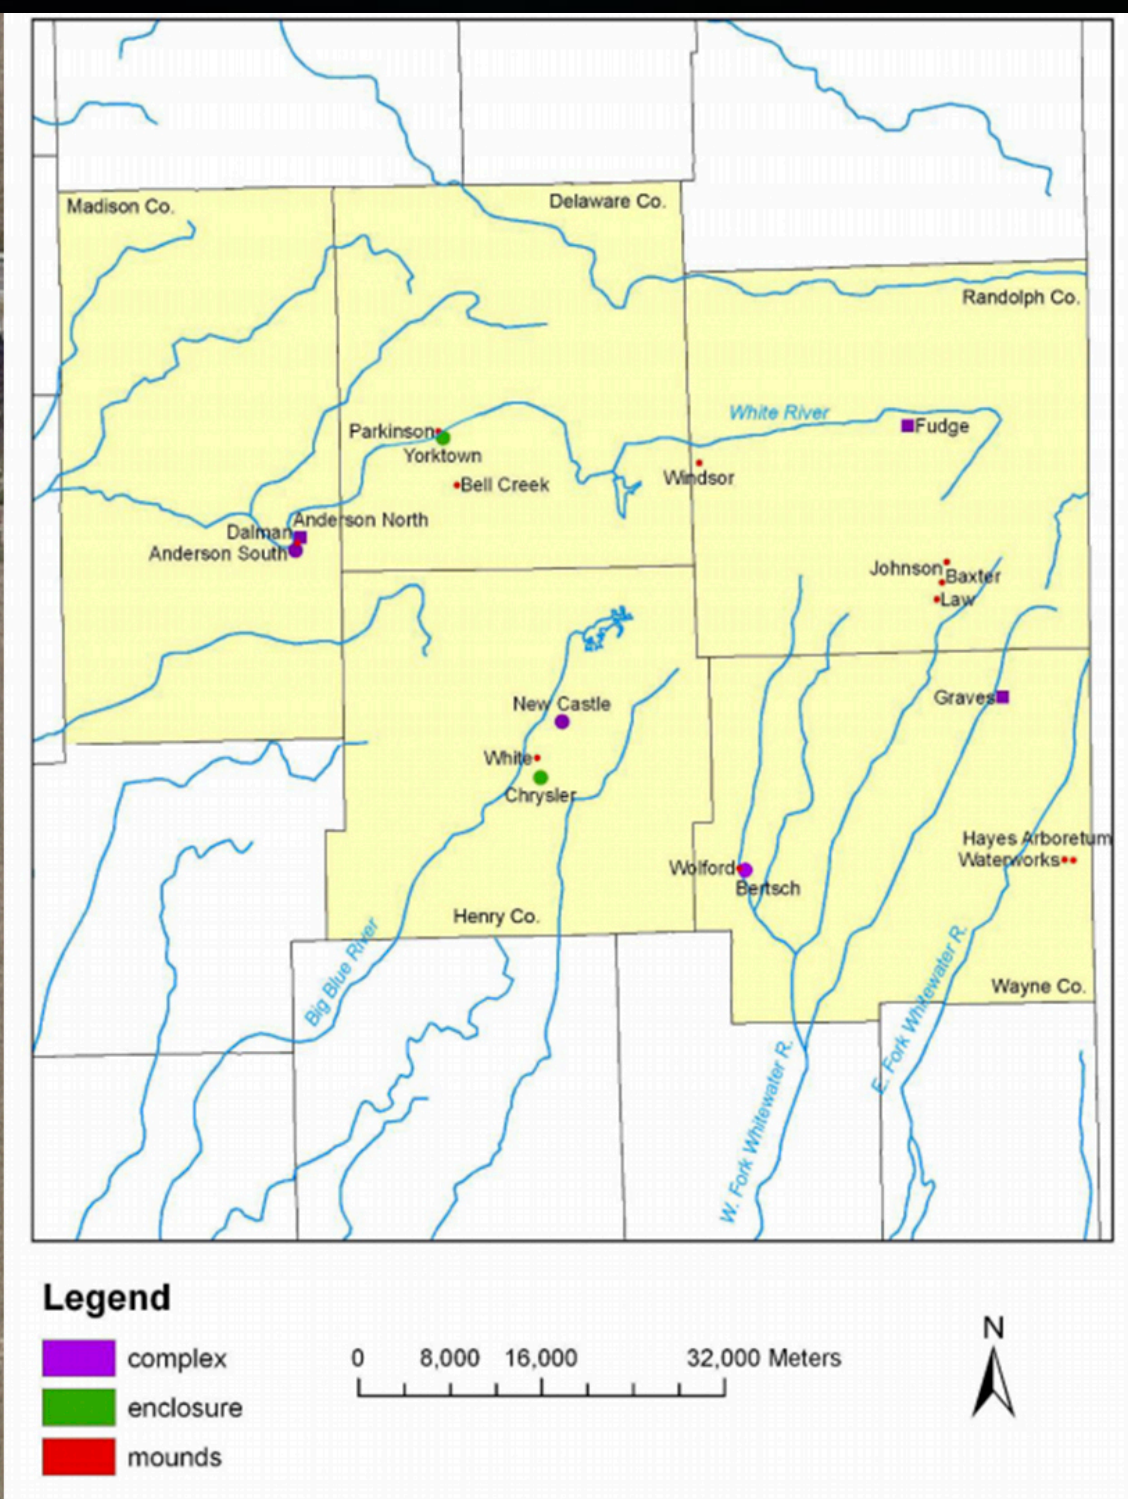 Madison Co.
Delaware Co.
Randolph Co.
White River
Fudge
Parkinson
Yorktown
Windsor
Bell Creek
Anderson North
Dalman
Anderson South
Johnson
Baxter
Law
Graves
New Castle
White
Chrysler
Hayes Arboretum
Waterworks
Wolford
Bertsch
Henry Co.
Big Blue River
Wayne Co.
E. Fork Whitewater R.
W. Fork Whitewater R.
Legend
complex
enclosure
mounds
0 8,000 16,000 32,000 Meters
N